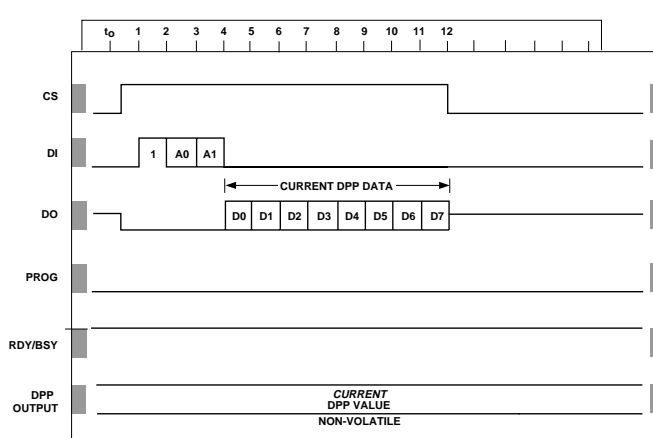 to 1 2 3 4 5 6 7 8 9 10 11 12
CS
DI 1 A0 A1
CURRENT DPP DATA
DO D0 D1 D2 D3 D4 D5 D6 D7
PROG
RDY/BSY
DPP
OUTPUT
CURRENT
DPP VALUE
NON-VOLATILE